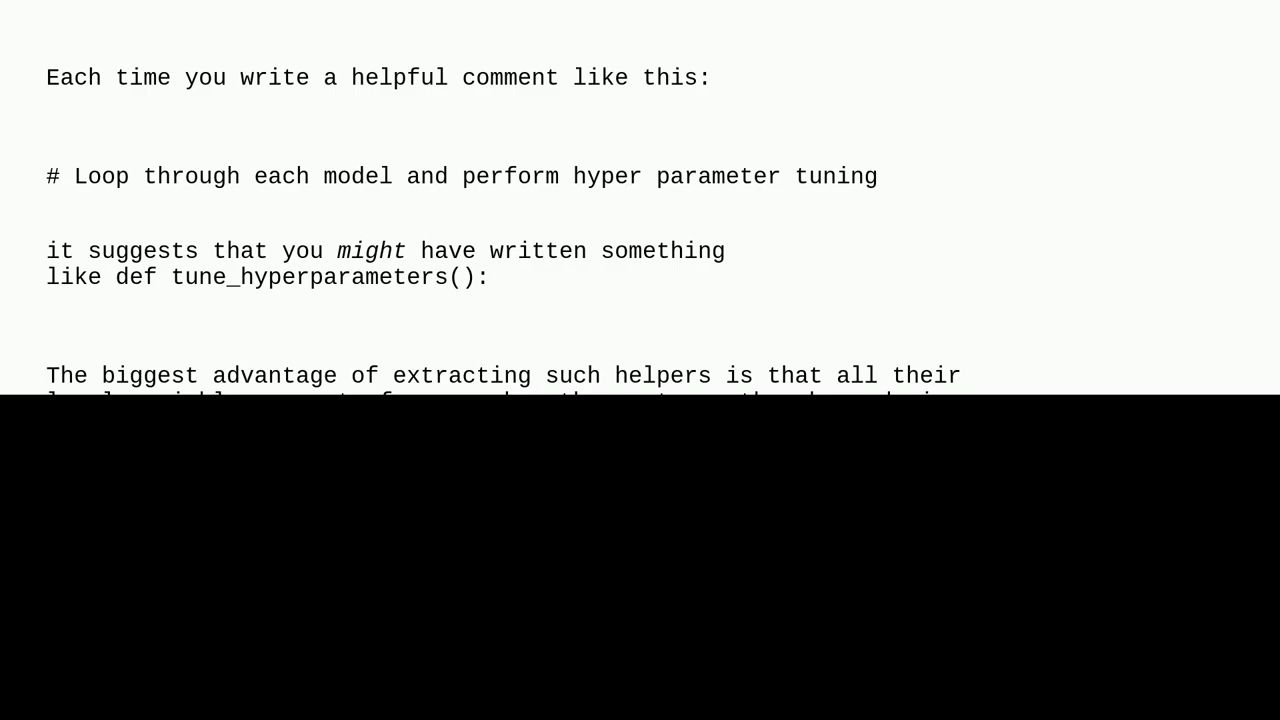 Each time you write a helpful comment like this:
# Loop through each model and perform hyper parameter tuning
it suggests that you might have written something
like def tune_hyperparameters():
The biggest advantage of extracting such helpers is that all their